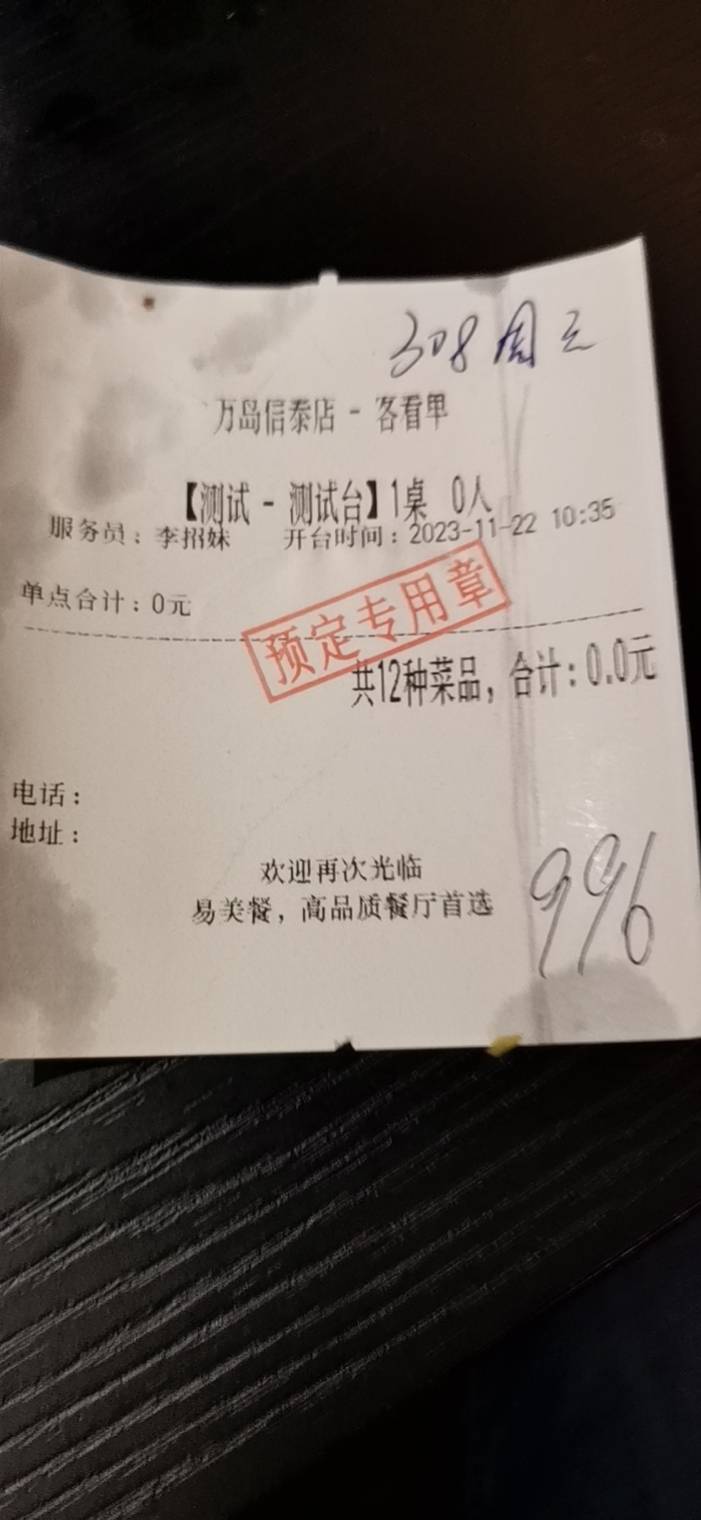 308 周三
万岛信泰店 - 客看单
【测试 - 测试台】1桌 0人
服务员：李招妹 开台时间：2023-11-22 10:35
单点合计：0元
预定专用章
共12种菜品，合计：0.0元
电话：
地址：
欢迎再次光临
易美餐，高品质餐厅首选
996